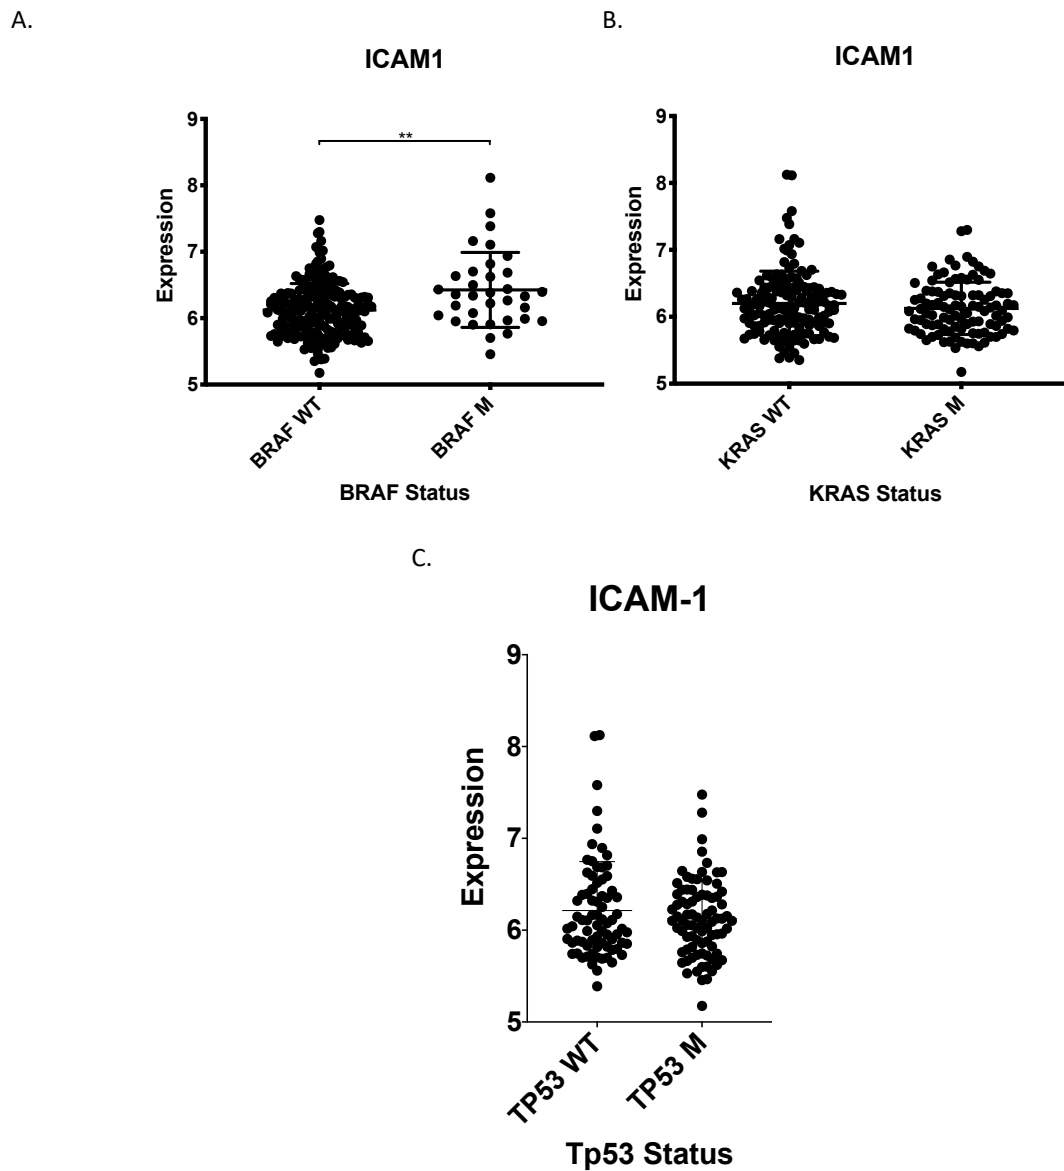 A.
ICAM1
9
8
7
6
5
Expression
**
BRAF WT
BRAF M
BRAF Status
B.
ICAM1
9
8
7
6
5
Expression
KRAS WT
KRAS M
KRAS Status
C.
ICAM-1
9
8
7
6
5
Expression
TP53 WT
TP53 M
Tp53 Status